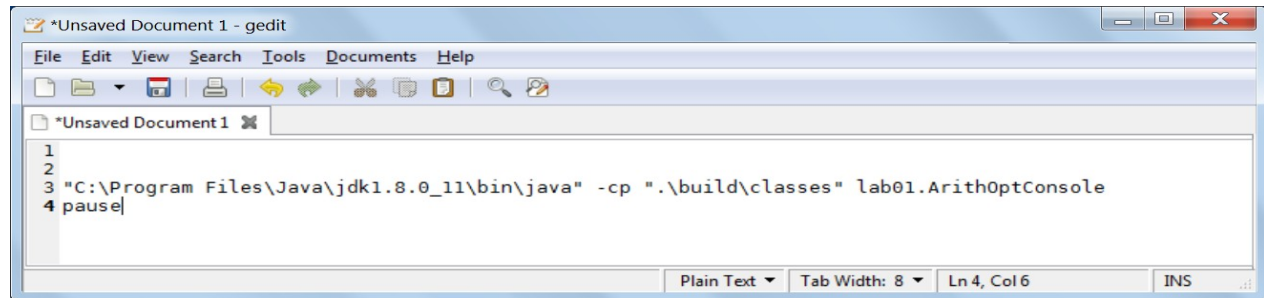 *Unsaved Document 1 - gedit
File Edit View Search Tools Documents Help
*Unsaved Document 1
1
2
3 "C:\Program Files\Java\jdk1.8.0_11\bin\java" -cp ".\build\classes" lab01.ArithOptConsole
4 pause
Plain Text Tab Width: 8 Ln 4, Col 6 INS